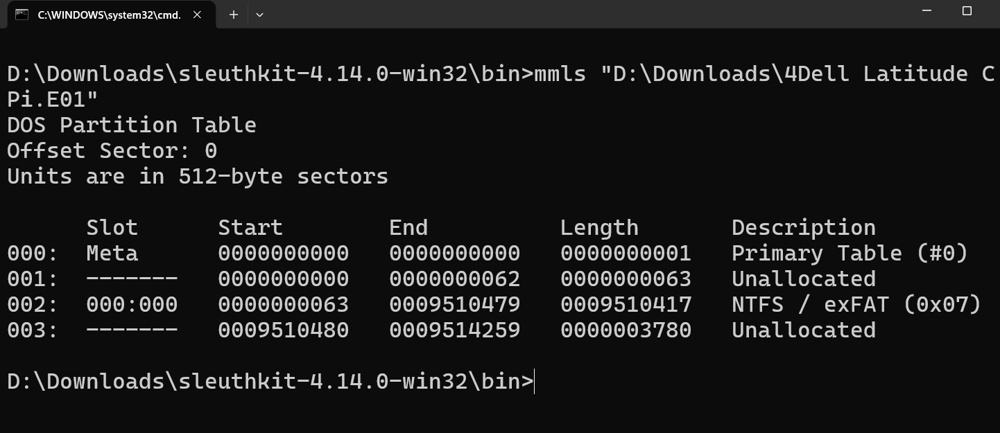 C:\WINDOWS\system32\cmd.
D:\Downloads\sleuthkit-4.14.0-win32\bin>mmls "D:\Downloads\4Dell Latitude C
Pi.E01"
DOS Partition Table
Offset Sector: 0
Units are in 512-byte sectors
      Slot      Start        End          Length       Description
000:  Meta      0000000000   0000000000   0000000001   Primary Table (#0)
001:  -------   0000000000   0000000062   0000000063   Unallocated
002:  000:000   0000000063   0009510479   0009510417   NTFS / exFAT (0x07)
003:  -------   0009510480   0009514259   0000003780   Unallocated
D:\Downloads\sleuthkit-4.14.0-win32\bin>